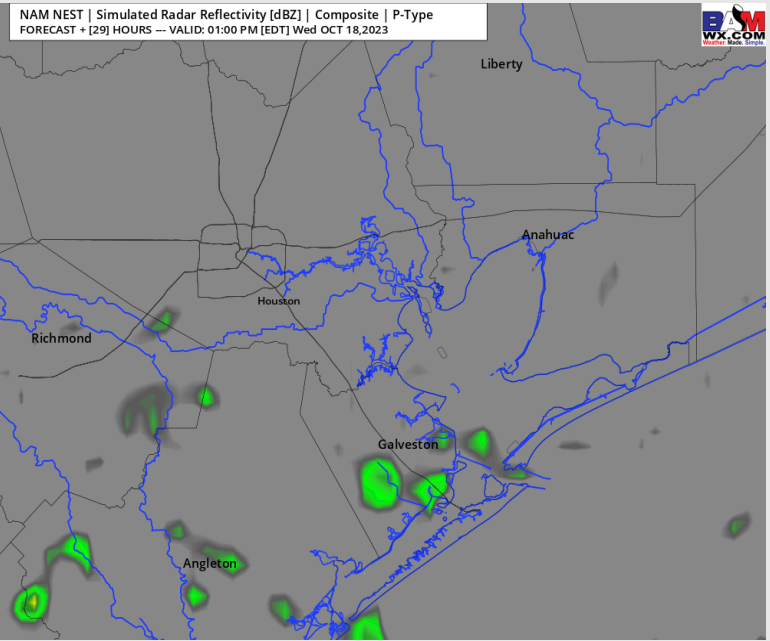 NAM NEST | Simulated Radar Reflectivity [dBZ] | Composite | P-Type
FORECAST + [29] HOURS --- VALID: 01:00 PM [EDT] Wed OCT 18,2023
BAM
WX.COM
Weather. Made. Simple.
Liberty
Anahuac
Houston
Richmond
Galveston
Angleton